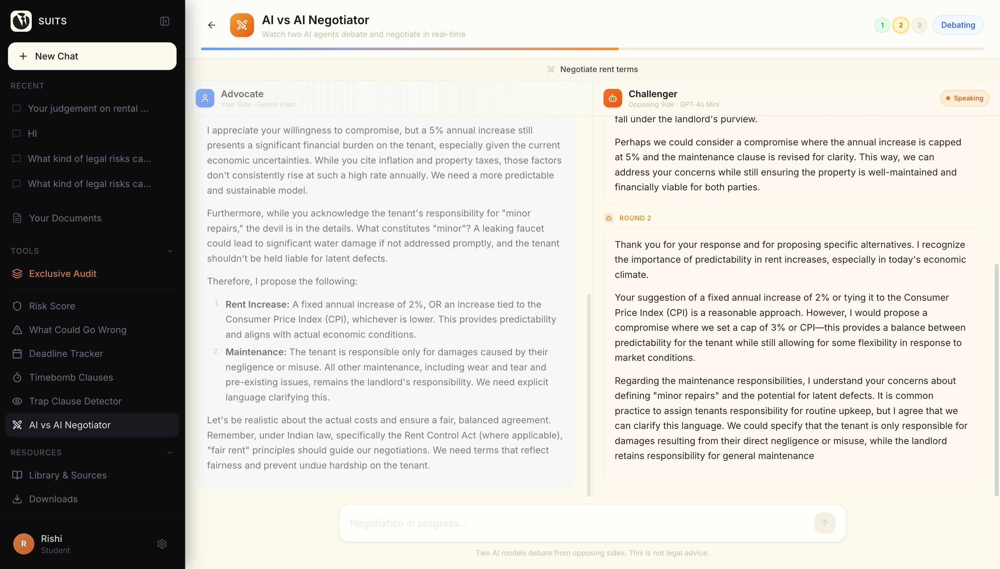 SUITS
New Chat
RECENT
Your judgement on rental ...
HI
What kind of legal risks ca...
What kind of legal risks ca...
Your Documents
TOOLS
Exclusive Audit
Risk Score
What Could Go Wrong
Deadline Tracker
Timebomb Clauses
Trap Clause Detector
AI vs AI Negotiator
RESOURCES
Library & Sources
Downloads
R
Rishi
Student
AI vs AI Negotiator
Watch two AI agents debate and negotiate in real-time
1 2 3 Debating
Negotiate rent terms
Advocate
Your Side · Gemini Flash
I appreciate your willingness to compromise, but a 5% annual increase still
presents a significant financial burden on the tenant, especially given the current
economic uncertainties. While you cite inflation and property taxes, those factors
don't consistently rise at such a high rate annually. We need a more predictable
and sustainable model.
Furthermore, while you acknowledge the tenant's responsibility for "minor
repairs," the devil is in the details. What constitutes "minor"? A leaking faucet
could lead to significant water damage if not addressed promptly, and the tenant
shouldn't be held liable for latent defects.
Therefore, I propose the following:
1. Rent Increase: A fixed annual increase of 2%, OR an increase tied to the
Consumer Price Index (CPI), whichever is lower. This provides predictability
and aligns with actual economic conditions.
2. Maintenance: The tenant is responsible only for damages caused by their
negligence or misuse. All other maintenance, including wear and tear and
pre-existing issues, remains the landlord's responsibility. We need explicit
language clarifying this.
Let's be realistic about the actual costs and ensure a fair, balanced agreement.
Remember, under Indian law, specifically the Rent Control Act (where applicable),
"fair rent" principles should guide our negotiations. We need terms that reflect
fairness and prevent undue hardship on the tenant.
Challenger
Opposing Side · GPT-4o Mini
Speaking
fall under the landlord's purview.
Perhaps we could consider a compromise where the annual increase is capped
at 5% and the maintenance clause is revised for clarity. This way, we can
address your concerns while still ensuring the property is well-maintained and
financially viable for both parties.
ROUND 2
Thank you for your response and for proposing specific alternatives. I recognize
the importance of predictability in rent increases, especially in today's economic
climate.
Your suggestion of a fixed annual increase of 2% or tying it to the Consumer
Price Index (CPI) is a reasonable approach. However, I would propose a
compromise where we set a cap of 3% or CPI—this provides a balance between
predictability for the tenant while still allowing for some flexibility in response to
market conditions.
Regarding the maintenance responsibilities, I understand your concerns about
defining "minor repairs" and the potential for latent defects. It is common
practice to assign tenants responsibility for routine upkeep, but I agree that we
can clarify this language. We could specify that the tenant is only responsible for
damages resulting from their direct negligence or misuse, while the landlord
retains responsibility for general maintenance
Negotiation in progress...
Two AI models debate from opposing sides. This is not legal advice.